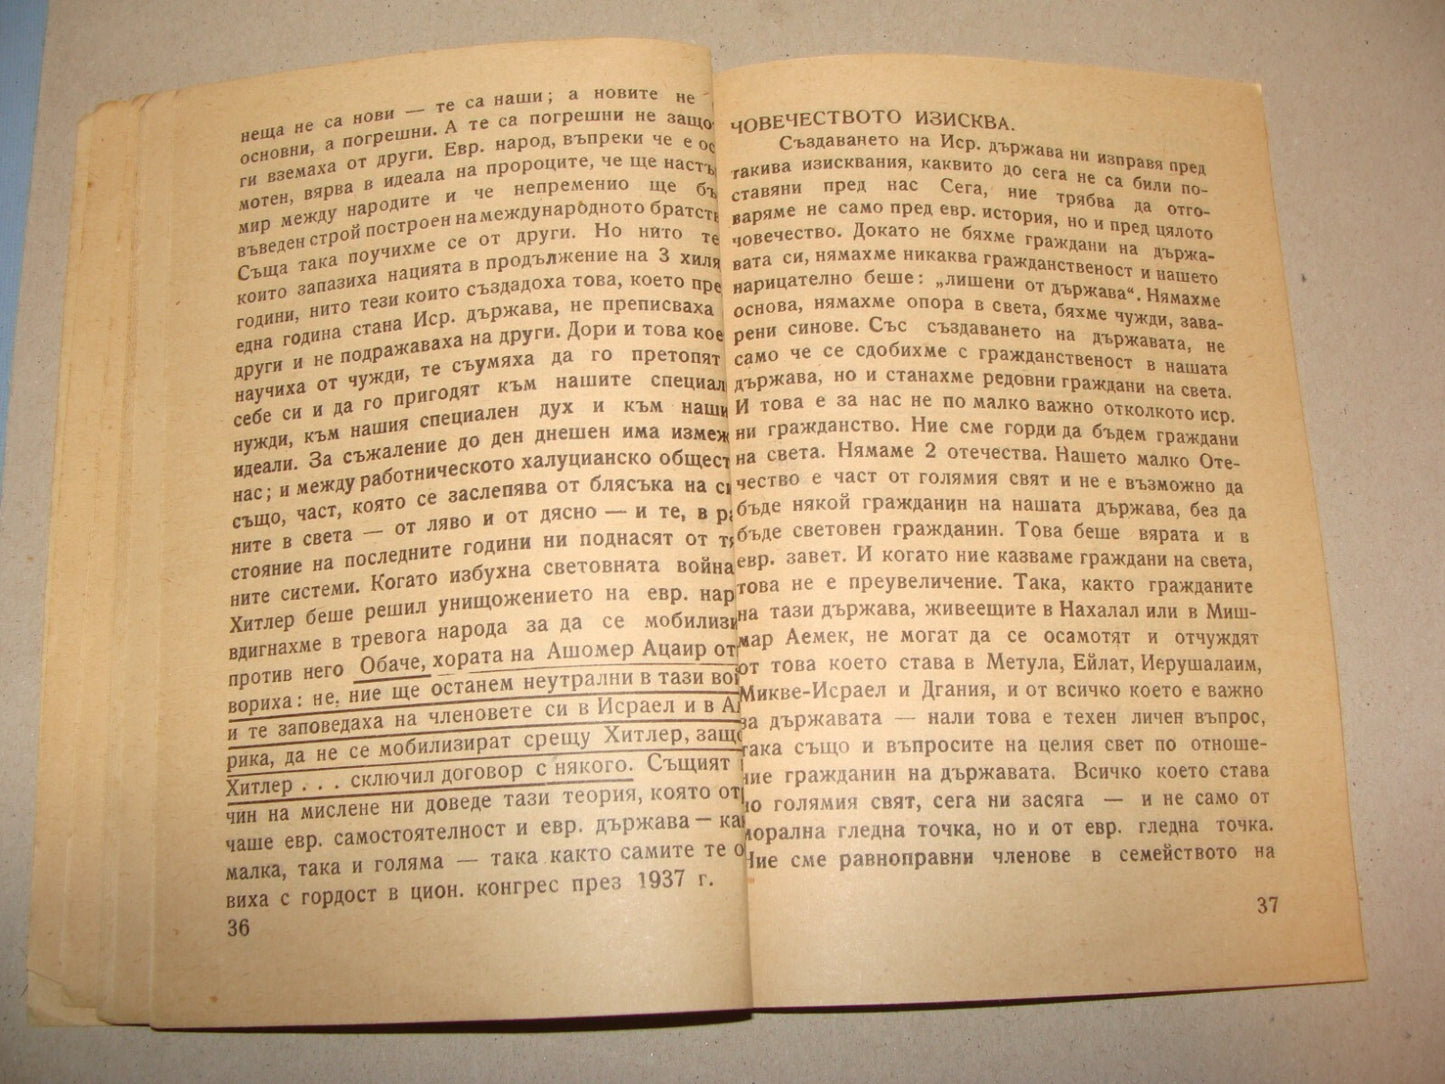 неща не са нови — те са наши; а новите не
основни, а погрешни. А те са погрешни не защо
ги вземаха от други. Евр. народ, въпреки че е ос
мотен, вярва в идеала на пророците, че ще настъ
мир между народите и че непременио ще бъ
въведен строй построен на международното братст
Съща така поучихме се от други. Но нито те
които запазиха нацията в продължение на 3 хиля
години, нито тези които създадоха това, което пре
една година стана Иср. държава, не преписваха
други и не подражаваха на други. Дори и това кое
научиха от чужди, те съумяха да го претопят
себе си и да го пригодят към нашите специал
нужди, към нашия специален дух и към наши
идеали. За съжаление до ден днешен има измеж
нас; и между работническото халуцианско общест
също, част, която се заслепява от блясъка на си
ните в света — от ляво и от дясно — и те, в ра
стояние на последните години ни поднасят от тя
ните системи. Когато избухна световната война
Хитлер беше решил унищожението на евр. нар
вдигнахме в тревога народа за да се мобилизи
против него Обаче, хората на Ашомер Ацаир от
вориха: не, ние ще останем неутрални в тази вой
и те заповедаха на членовете си в Израел и в А
рика, да не се мобилизират срещу Хитлер, защо
Хитлер . . . сключил договор с някого. Същият
чин на мислене ни доведе тази теория, която от
чаше евр. самостоятелност и евр. държава — ка
малка, така и голяма — така както самите те о
виха с гордост в цион. конгрес през 1937 г.
36
ЧОВЕЧЕСТВОТО ИЗИСКВА.
Създаването на Иср. държава ни изправя пред
такива изисквания, каквито до сега не са били по-
ставяни пред нас Сега, ние трябва да отго-
варяме не само пред евр. история, но и пред цялото
човечество. Докато не бяхме граждани на държа-
вата си, нямахме никаква гражданственост и нашето
нарицателно беше: „лишени от държава“. Нямахме
основа, нямахме опора в света, бяхме чужди, зава-
рени синове. Със създаването на държавата, не
само че се сдобихме с гражданственост в нашата
държава, но и станахме редовни граждани на света.
И това е за нас не по малко важно отколкото иср.
ни гражданство. Ние сме горди да бъдем граждани
на света. Нямаме 2 отечества. Нашето малко Оте-
чество е част от голямия свят и не е възможно да
бъде някой гражданин на нашата държава, без да
бъде световен гражданин. Това беше вярата и в
евр. завет. И когато ние казваме граждани на света,
това не е преувеличение. Така, както гражданите
на тази държава, живеещите в Нахалал или в Миш-
мар Аемек, не могат да се осамотят и отчуждят
от това което става в Метула, Ейлат, Иерушалаим,
Микве-Исраел и Дгания, и от всичко което е важно
за държавата — нали това е техен личен въпрос,
така също и въпросите на целия свят по отноше-
ние гражданин на държавата. Всичко което става
по голямия свят, сега ни засяга — и не само от
морална гледна точка, но и от евр. гледна точка.
Ние сме равноправни членове в семейството на
37